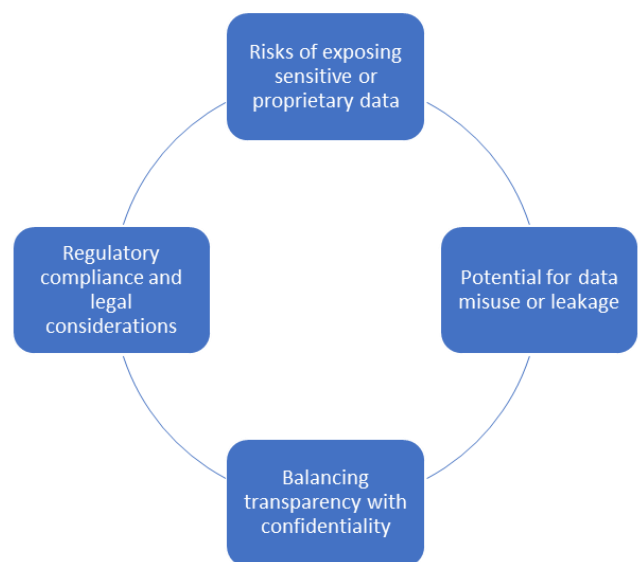 Risks of exposing
sensitive or
proprietary data
Potential for data
misuse or leakage
Balancing
transparency with
confidentiality
Regulatory
compliance and
legal
considerations